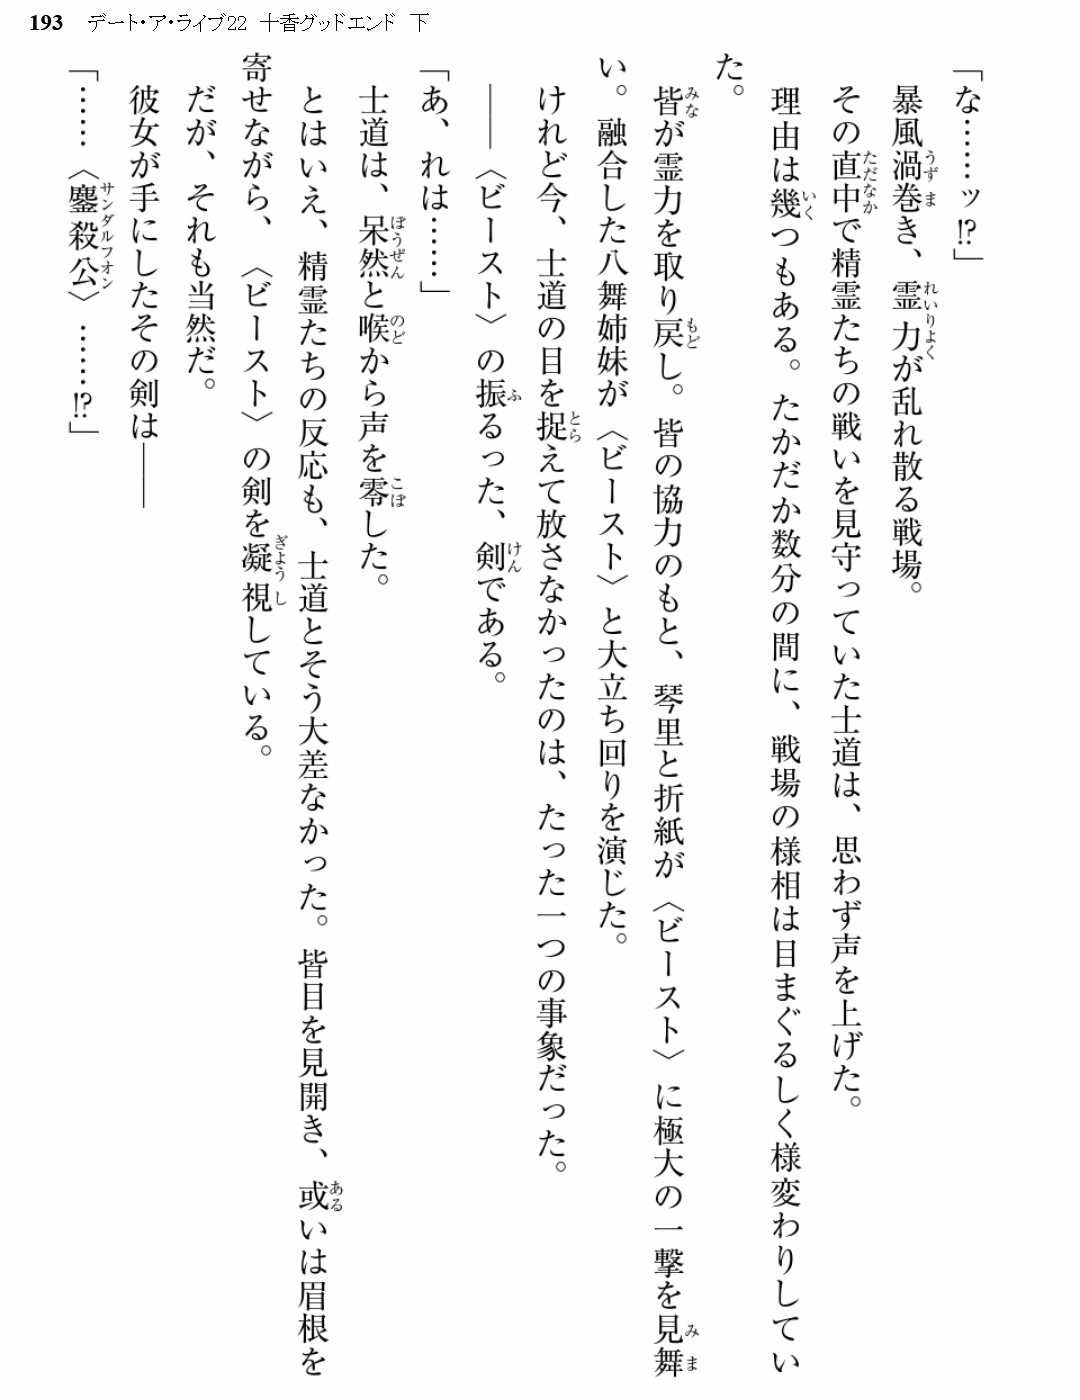 193 デート・ア・ライブ22 十香グッドエンド 下
「な……ッ!?」
暴風渦巻き、霊力が乱れ散る戦場。
その直中で精霊たちの戦いを見守っていた士道は、思わず声を上げた。
理由は幾つもある。たかだか数分の間に、戦場の様相は目まぐるしく様変わりしてい
た。
皆が霊力を取り戻し。皆の協力のもと、琴里と折紙が〈ビースト〉に極大の一撃を見舞
い。融合した八舞姉妹が〈ビースト〉と大立ち回りを演じた。
けれど今、士道の目を捉えて放さなかったのは、たった一つの事象だった。
――〈ビースト〉の振るった、剣である。
「あ、れは……」
士道は、呆然と喉から声を零した。
とはいえ、精霊たちの反応も、士道とそう大差なかった。皆目を見開き、或いは眉根を
寄せながら、〈ビースト〉の剣を凝視している。
だが、それも当然だ。
彼女が手にしたその剣は――
「……〈鏖殺公〉……!?」